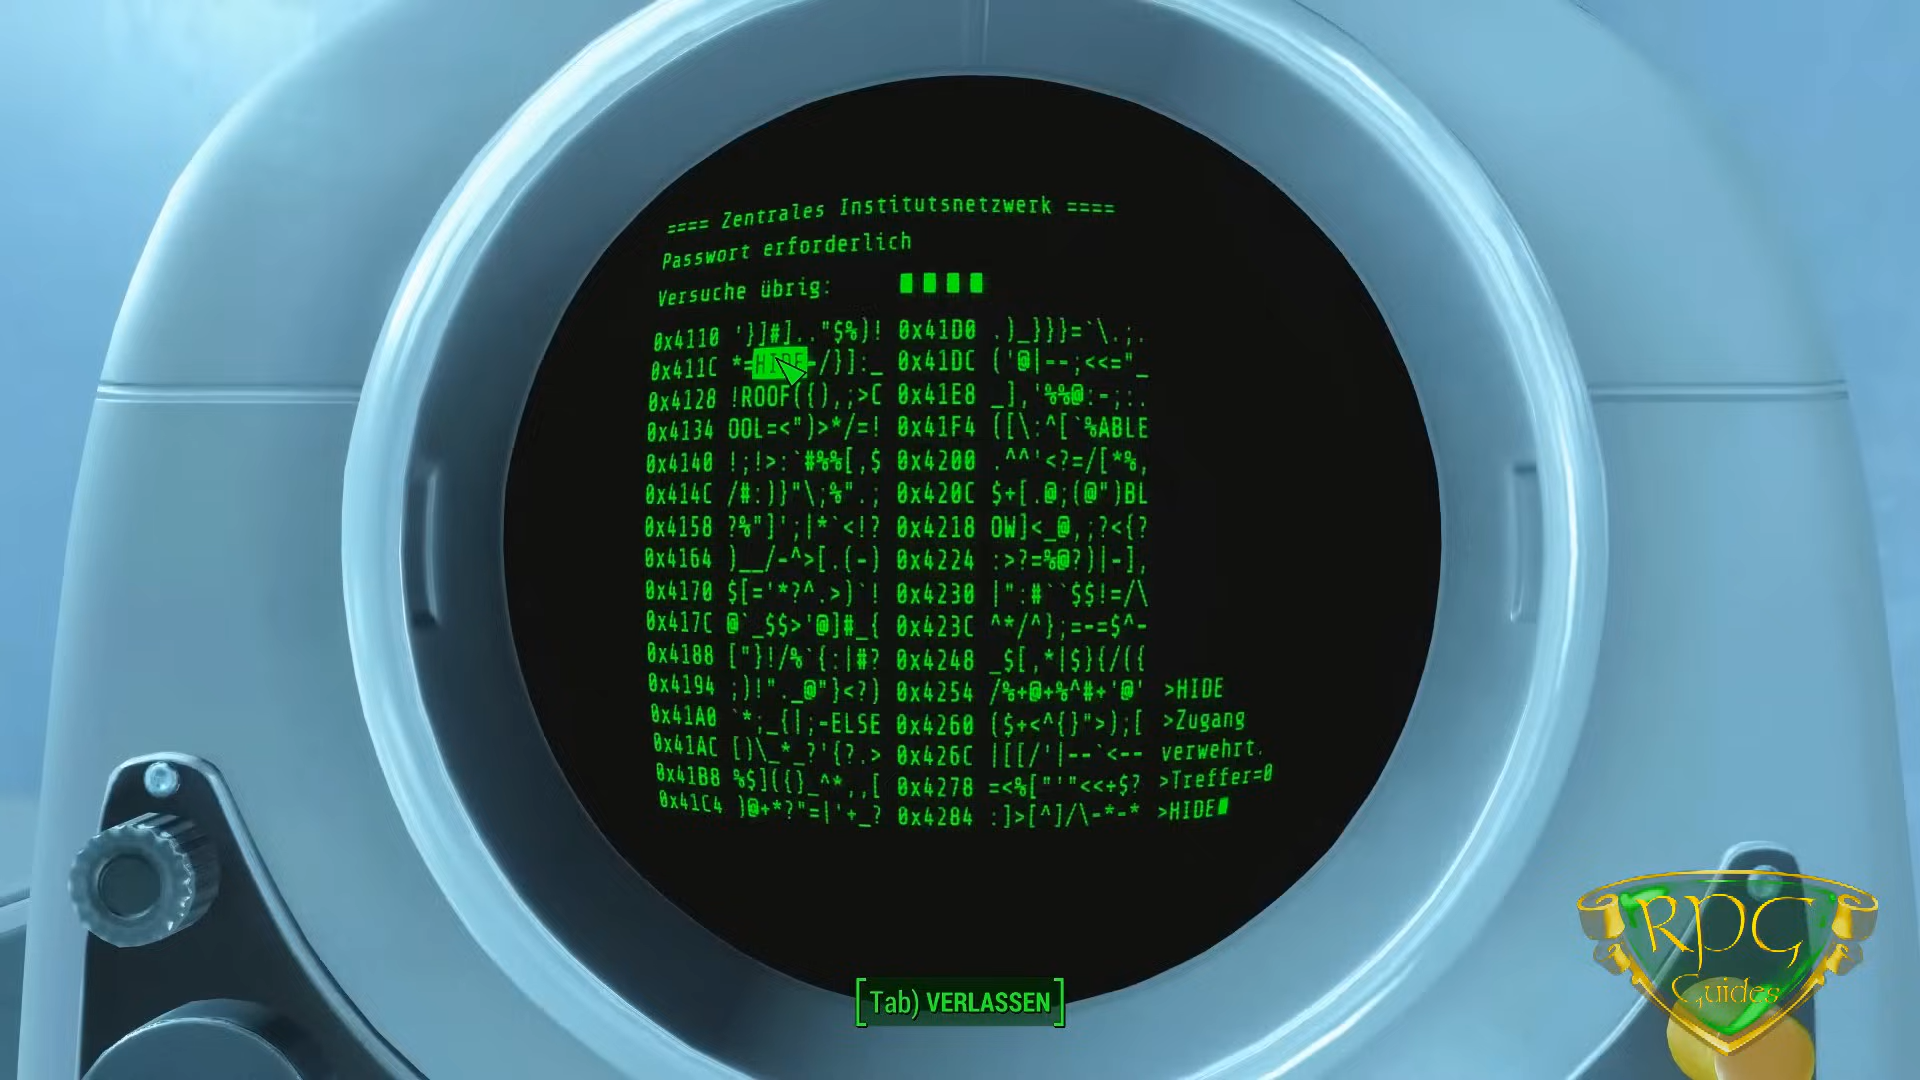 ==== Zentrales Institutsnetzwerk ====
Passwort erforderlich
Versuche übrig:
0x4110 '}]#].."$%)! 0x41D0 .)_}}}=`\.;.
0x411C *=HIDE-/}]:_ 0x41DC ('@|--;<<="_
0x4128 !ROOF({),;>C 0x41E8 _],'%%@:-;:.
0x4134 OOL=<")>*/=! 0x41F4 ([\:^[`%ABLE
0x4140 !;!>:`#%%[,$ 0x4200 .^^'<?=/[*%,
0x414C /#:)}"\;%".; 0x420C $+[.@;(@")BL
0x4158 ?%"]';|*`<!? 0x4218 OW]<_@,;?<{?
0x4164 )__/-^>[.(-) 0x4224 :>?=%@?)|-],
0x4170 $[='*?^.>)`! 0x4230 |":#``$$!=/\
0x417C @`_$$>'@]#_{ 0x423C ^*/^};=-=$^-
0x4188 ["}!/%`{:|#? 0x4248 _$[,*|$}{/({
0x4194 ;)!"._@"}<?) 0x4254 /%+@+%^#+'@' >HIDE
0x41A0 `*;_{|;-ELSE 0x4260 ($+<^{}">);[ >Zugang
0x41AC [)\_*_?'{?.> 0x426C |[[/'|--`<-- verwehrt.
0x41B8 %$]({}_^*,,[ 0x4278 =<%["'"<<+$? >Treffer=0
0x41C4 )@+*?"=|'+_? 0x4284 :]>[^]/\-*-* >HIDE
[Tab) VERLASSEN]
RPG
Guides